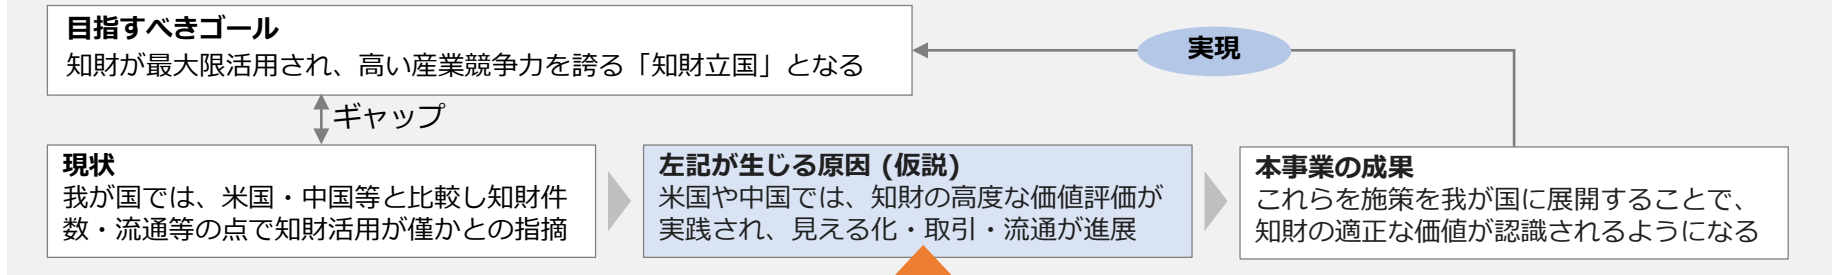 目指すべきゴール
知財が最大限活用され、高い産業競争力を誇る「知財立国」となる
実現
ギャップ
現状
我が国では、米国・中国等と比較し知財件
数・流通等の点で知財活用が僅かとの指摘
左記が生じる原因 (仮説)
米国や中国では、知財の高度な価値評価が
実践され、見える化・取引・流通が進展
本事業の成果
これらを施策を我が国に展開することで、
知財の適正な価値が認識されるようになる